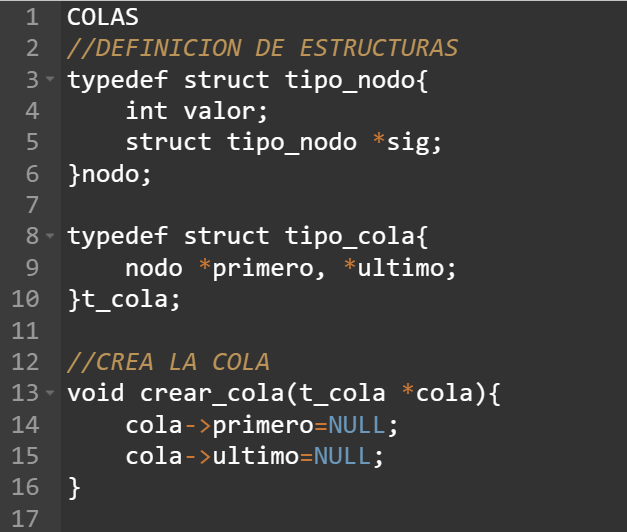 1 COLAS
2 //DEFINICION DE ESTRUCTURAS
3 typedef struct tipo_nodo{
4     int valor;
5     struct tipo_nodo *sig;
6 }nodo;
7
8 typedef struct tipo_cola{
9     nodo *primero, *ultimo;
10 }t_cola;
11
12 //CREA LA COLA
13 void crear_cola(t_cola *cola){
14     cola->primero=NULL;
15     cola->ultimo=NULL;
16 }
17